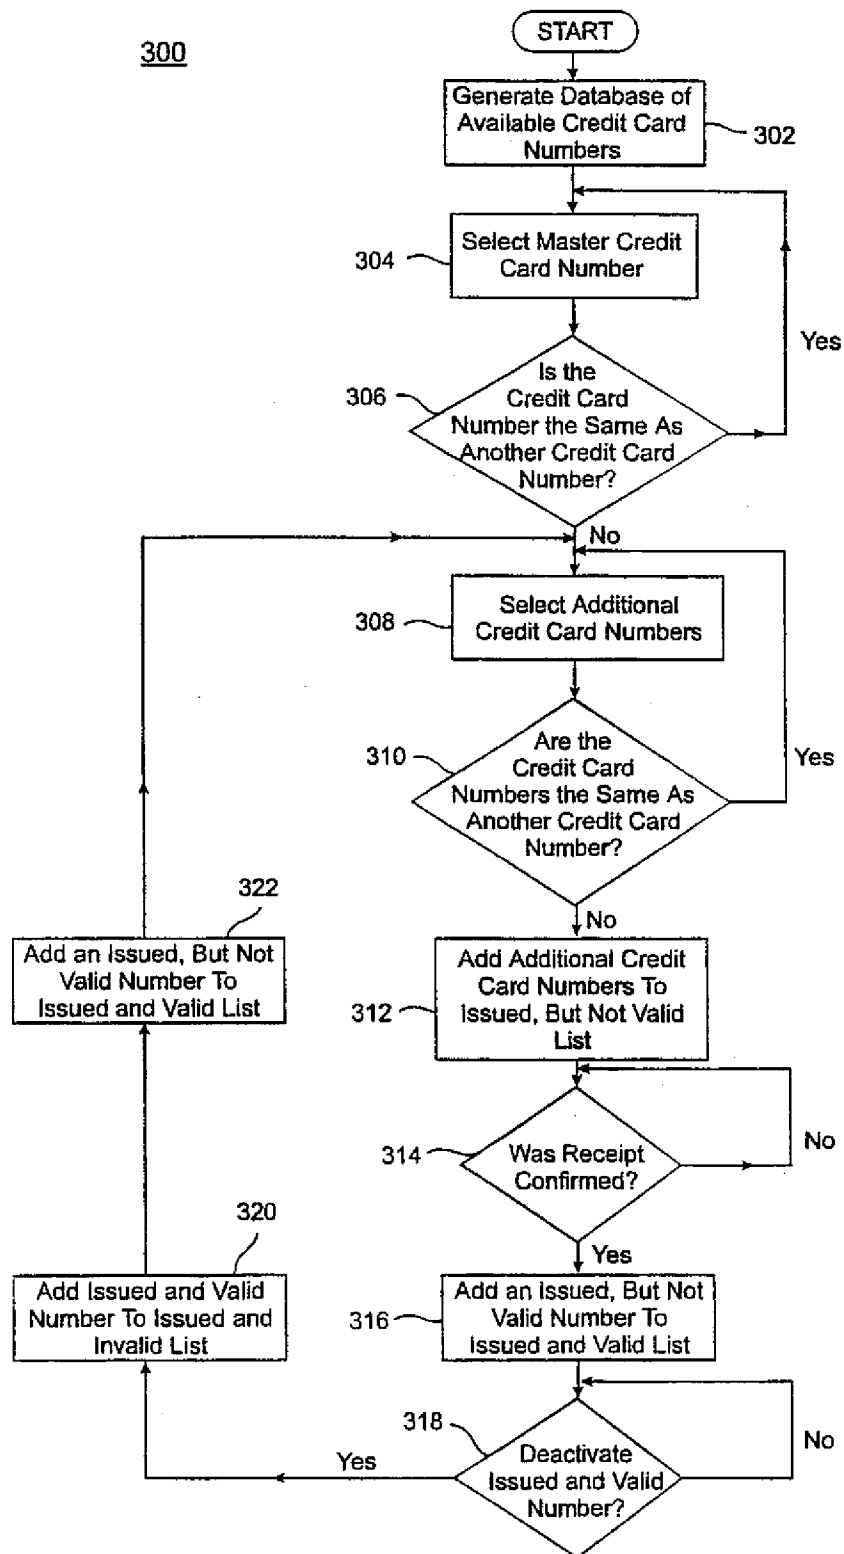 300
START
Generate Database of
Available Credit Card
Numbers
302
304
Select Master Credit
Card Number
Yes
306
Is the
Credit Card
Number the Same As
Another Credit Card
Number?
No
308
Select Additional
Credit Card Numbers
310
Are the
Credit Card
Numbers the Same As
Another Credit Card
Number?
Yes
No
322
Add an Issued, But Not
Valid Number To
Issued and Valid List
312
Add Additional Credit
Card Numbers To
Issued, But Not Valid
List
314
Was Receipt
Confirmed?
No
Yes
320
Add Issued and Valid
Number To Issued and
Invalid List
316
Add an Issued, But Not
Valid Number To
Issued and Valid List
318
Deactivate
Issued and Valid
Number?
No
Yes